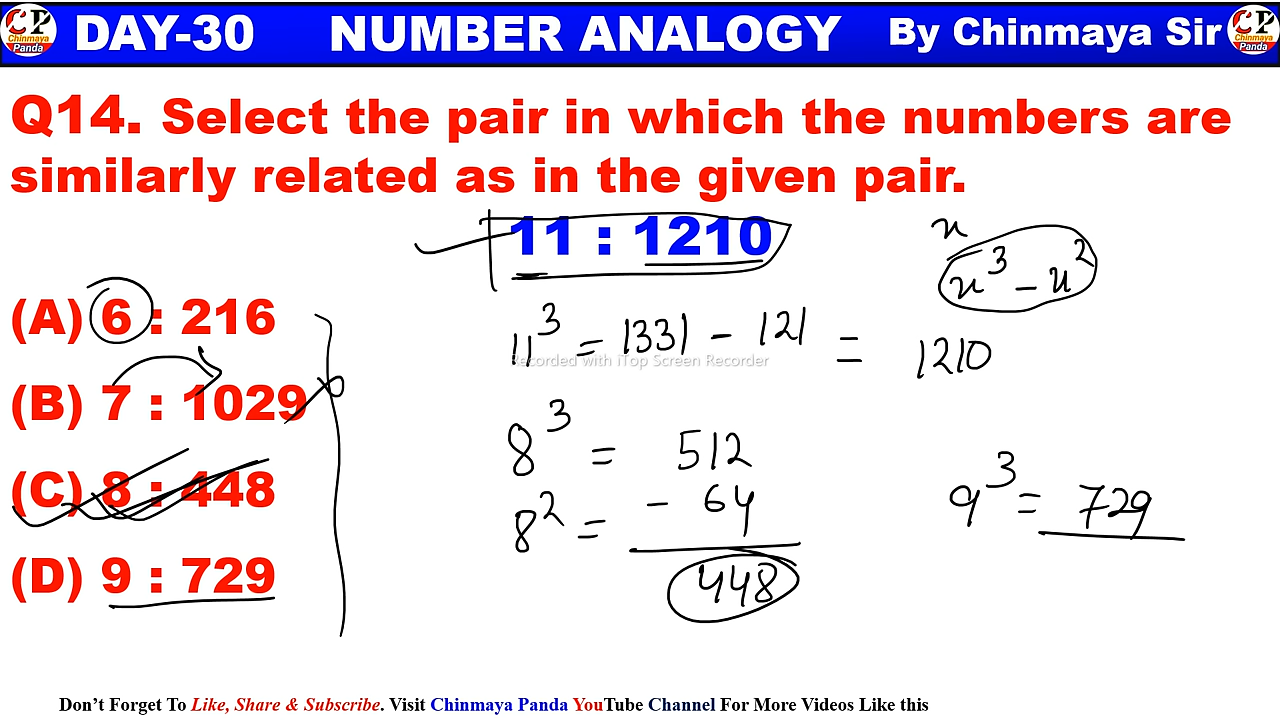 CP Chinmaya Panda DAY-30 NUMBER ANALOGY By Chinmaya Sir CP Chinmaya Panda
Q14. Select the pair in which the numbers are
similarly related as in the given pair.
11 : 1210
x
x³ - x²
(A) 6 : 216
11³ = 1331 - 121 = 1210
Recorded with iTop Screen Recorder
(B) 7 : 1029
8³ = 512
(C) 8 : 448
8² = - 64
9³ = 729
448
(D) 9 : 729
Don't Forget To Like, Share & Subscribe. Visit Chinmaya Panda YouTube Channel For More Videos Like this